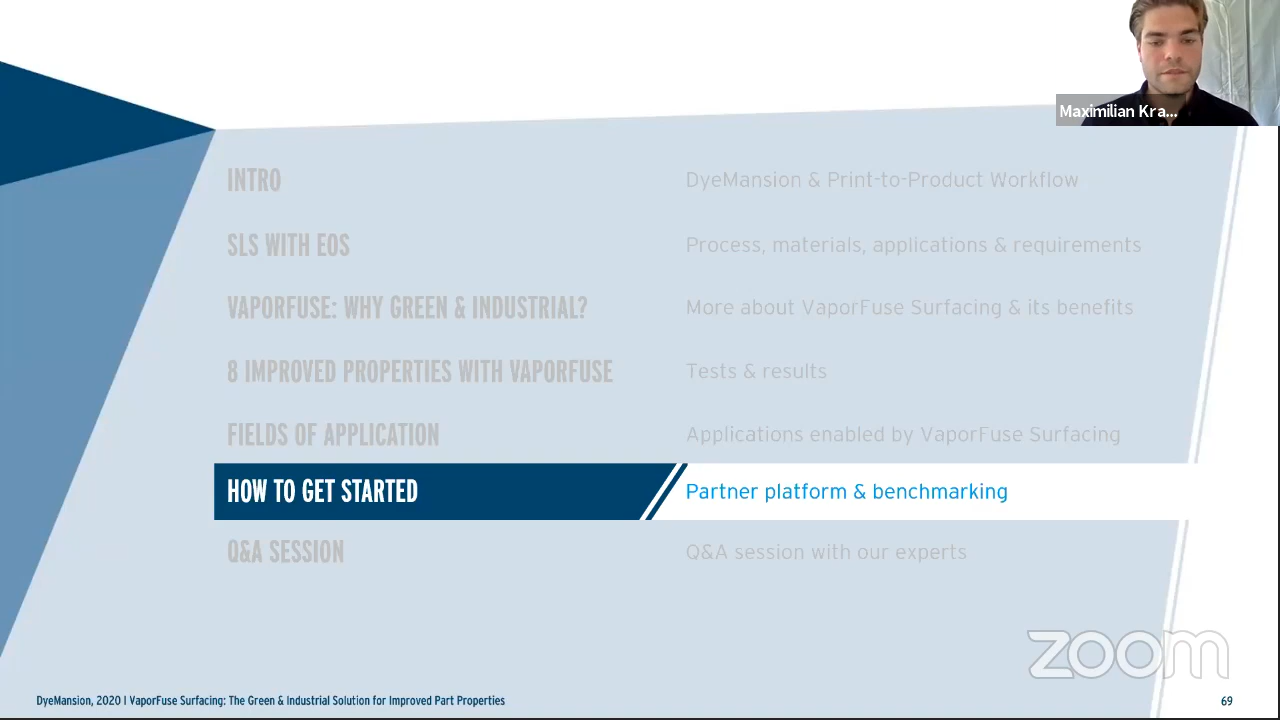 Maximilian Kra...
INTRO
DyeMansion & Print-to-Product Workflow
SLS WITH EOS
Process, materials, applications & requirements
VAPORFUSE: WHY GREEN & INDUSTRIAL?
More about VaporFuse Surfacing & its benefits
8 IMPROVED PROPERTIES WITH VAPORFUSE
Tests & results
FIELDS OF APPLICATION
Applications enabled by VaporFuse Surfacing
HOW TO GET STARTED
Partner platform & benchmarking
Q&A SESSION
Q&A session with our experts
zoom
DyeMansion, 2020 | VaporFuse Surfacing: The Green & Industrial Solution for Improved Part Properties
69